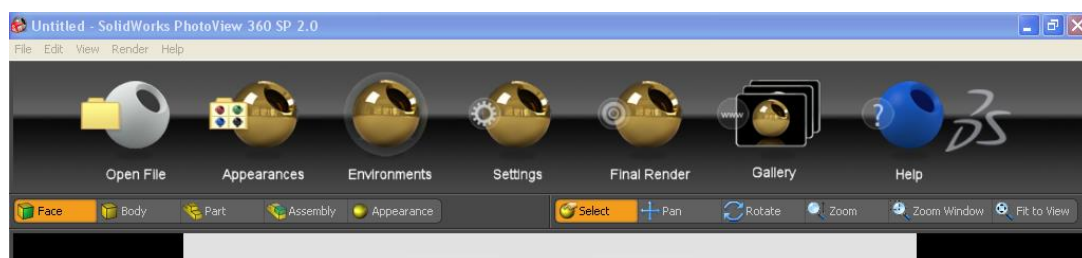 Untitled - SolidWorks PhotoView 360 SP 2.0
File Edit View Render Help
www ?
Open File Appearances Environments Settings Final Render Gallery Help
Face Body Part Assembly Appearance Select Pan Rotate Zoom Zoom Window Fit to View